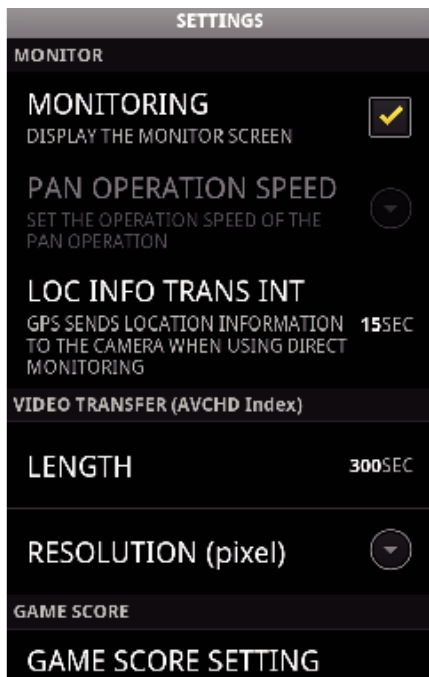 SETTINGS
MONITOR
MONITORING
DISPLAY THE MONITOR SCREEN
PAN OPERATION SPEED
SET THE OPERATION SPEED OF THE
PAN OPERATION
LOC INFO TRANS INT
GPS SENDS LOCATION INFORMATION 15SEC
TO THE CAMERA WHEN USING DIRECT
MONITORING
VIDEO TRANSFER (AVCHD Index)
LENGTH 300SEC
RESOLUTION (pixel)
GAME SCORE
GAME SCORE SETTING